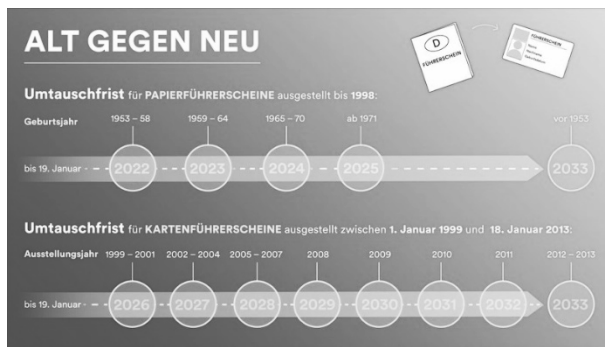 ALT GEGEN NEU
D
FÜHRERSCHEIN
FÜHRERSCHEIN
Umtauschfrist für PAPIERFÜHRERSCHEINE ausgestellt bis 1998:
Geburtsjahr 1953 – 58 1959 – 64 1965 – 70 ab 1971 vor 1953
bis 19. Januar 2022 2023 2024 2025 2033
Umtauschfrist für KARTENFÜHRERSCHEINE ausgestellt zwischen 1. Januar 1999 und 18. Januar 2013:
Ausstellungsjahr 1999 – 2001 2002 – 2004 2005 – 2007 2008 2009 2010 2011 2012 – 2013
bis 19. Januar 2026 2027 2028 2029 2030 2031 2032 2033